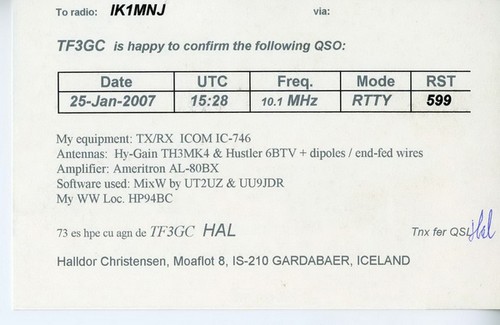 To radio: IK1MNJ via:
TF3GC is happy to confirm the following QSO:
Date UTC Freq. Mode RST
25-Jan-2007 15:28 10.1 MHz RTTY 599
My equipment: TX/RX ICOM IC-746
Antennas: Hy-Gain TH3MK4 & Hustler 6BTV + dipoles / end-fed wires
Amplifier: Ameritron AL-80BX
Software used: MixW by UT2UZ & UU9JDR
My WW Loc. HP94BC
73 es hpe cu agn de TF3GC HAL Tnx fer QSL Hal
Halldor Christensen, Moaflot 8, IS-210 GARDABAER, ICELAND